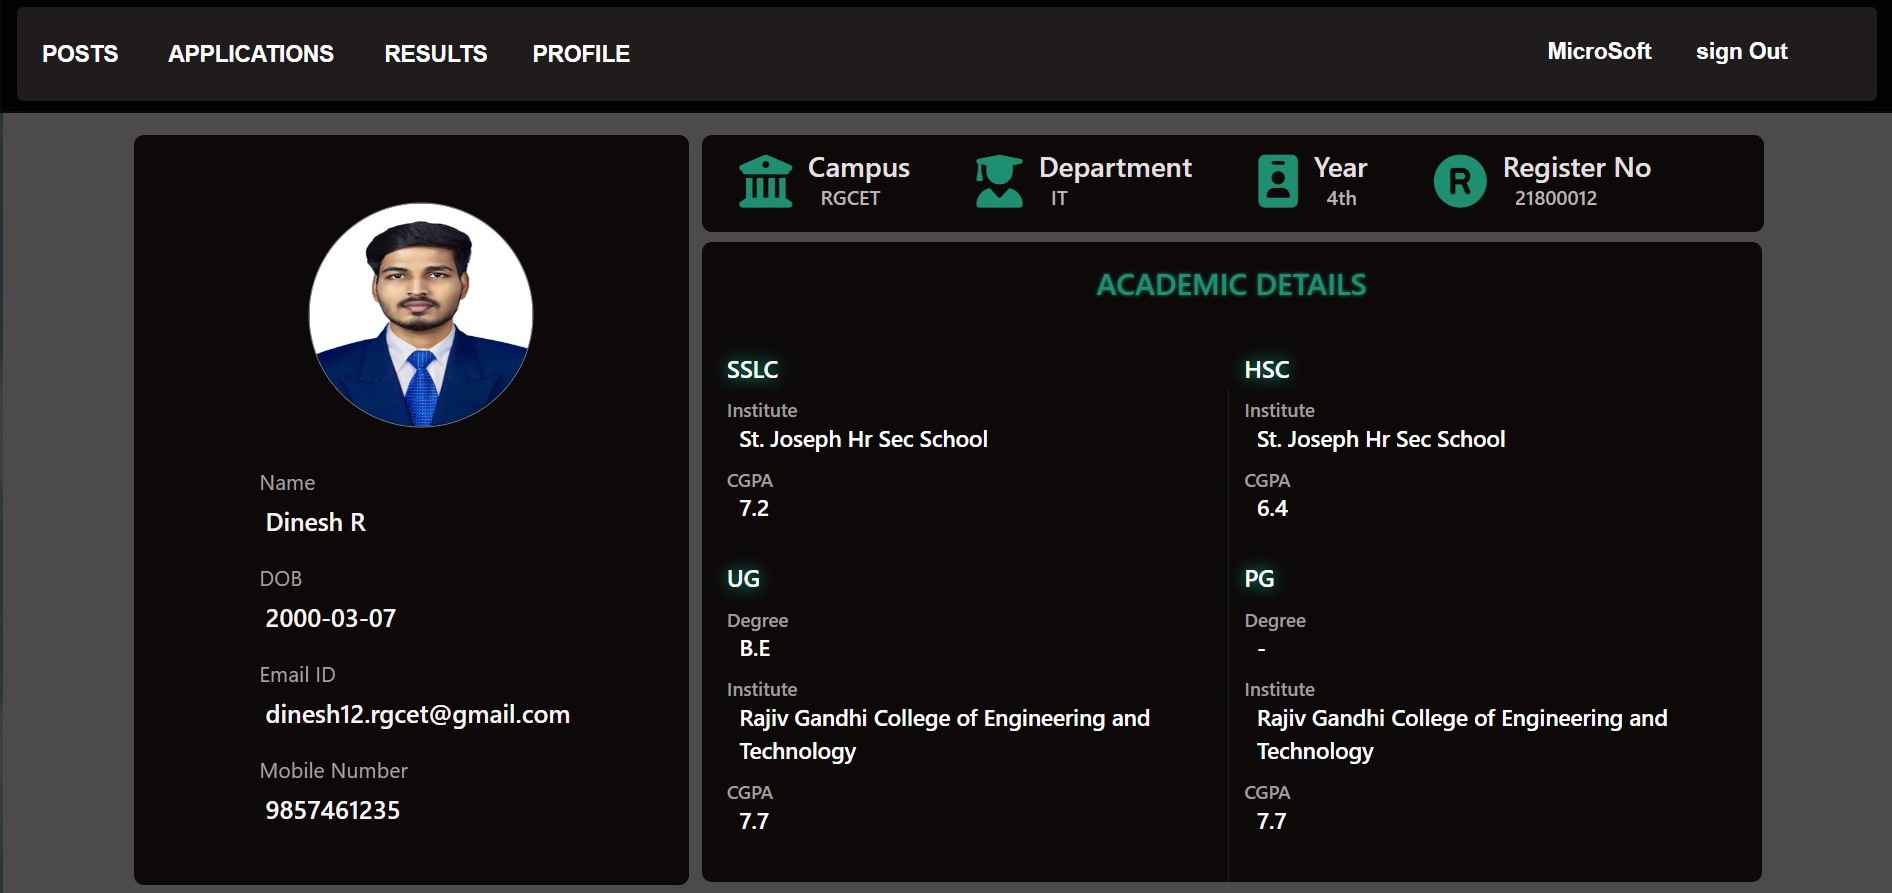 POSTS APPLICATIONS RESULTS PROFILE MicroSoft sign Out
Name
Dinesh R
DOB
2000-03-07
Email ID
dinesh12.rgcet@gmail.com
Mobile Number
9857461235
Campus
RGCET
Department
IT
Year
4th
Register No
R
21800012
ACADEMIC DETAILS
SSLC
Institute
St. Joseph Hr Sec School
CGPA
7.2
HSC
Institute
St. Joseph Hr Sec School
CGPA
6.4
UG
Degree
B.E
Institute
Rajiv Gandhi College of Engineering and
Technology
CGPA
7.7
PG
Degree
-
Institute
Rajiv Gandhi College of Engineering and
Technology
CGPA
7.7